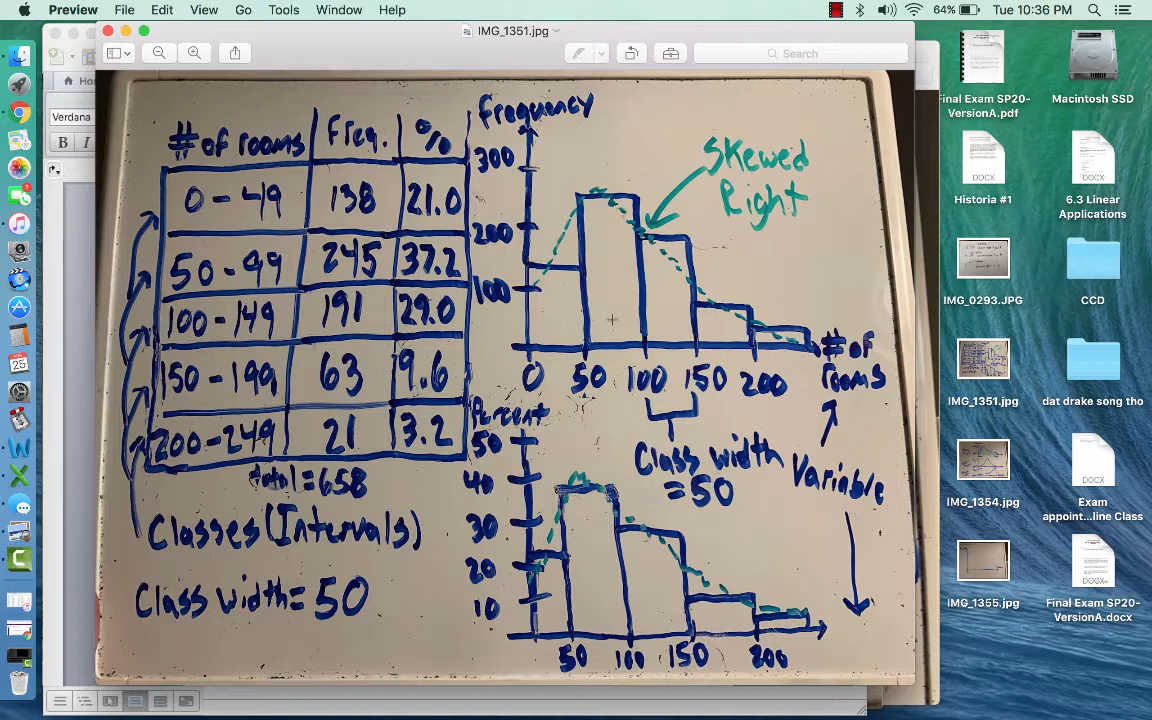 Preview File Edit View Go Tools Window Help
64% Tue 10:36 PM
IMG_1351.jpg
Search
Verdana
B I
# of rooms Freq. %
0-49 138 21.0
50-99 245 37.2
100-149 191 29.0
150-199 63 9.6
200-249 21 3.2
total=658
Classes (Intervals)
Class width=50
frequency
300
200
100
0 50 100 150 200
# of rooms
Skewed
Right
Class width
=50
Variable
Percent
50
40
30
20
10
50 100 150 200
Final Exam SP20-
VersionA.pdf
Macintosh SSD
Historia #1
6.3 Linear
Applications
IMG_0293.JPG
CCD
IMG_1351.jpg
dat drake song tho
IMG_1354.jpg
Exam
appoint...line Class
IMG_1355.jpg
Final Exam SP20-
VersionA.docx
DOCX
DOCX
DOCX
DOCX